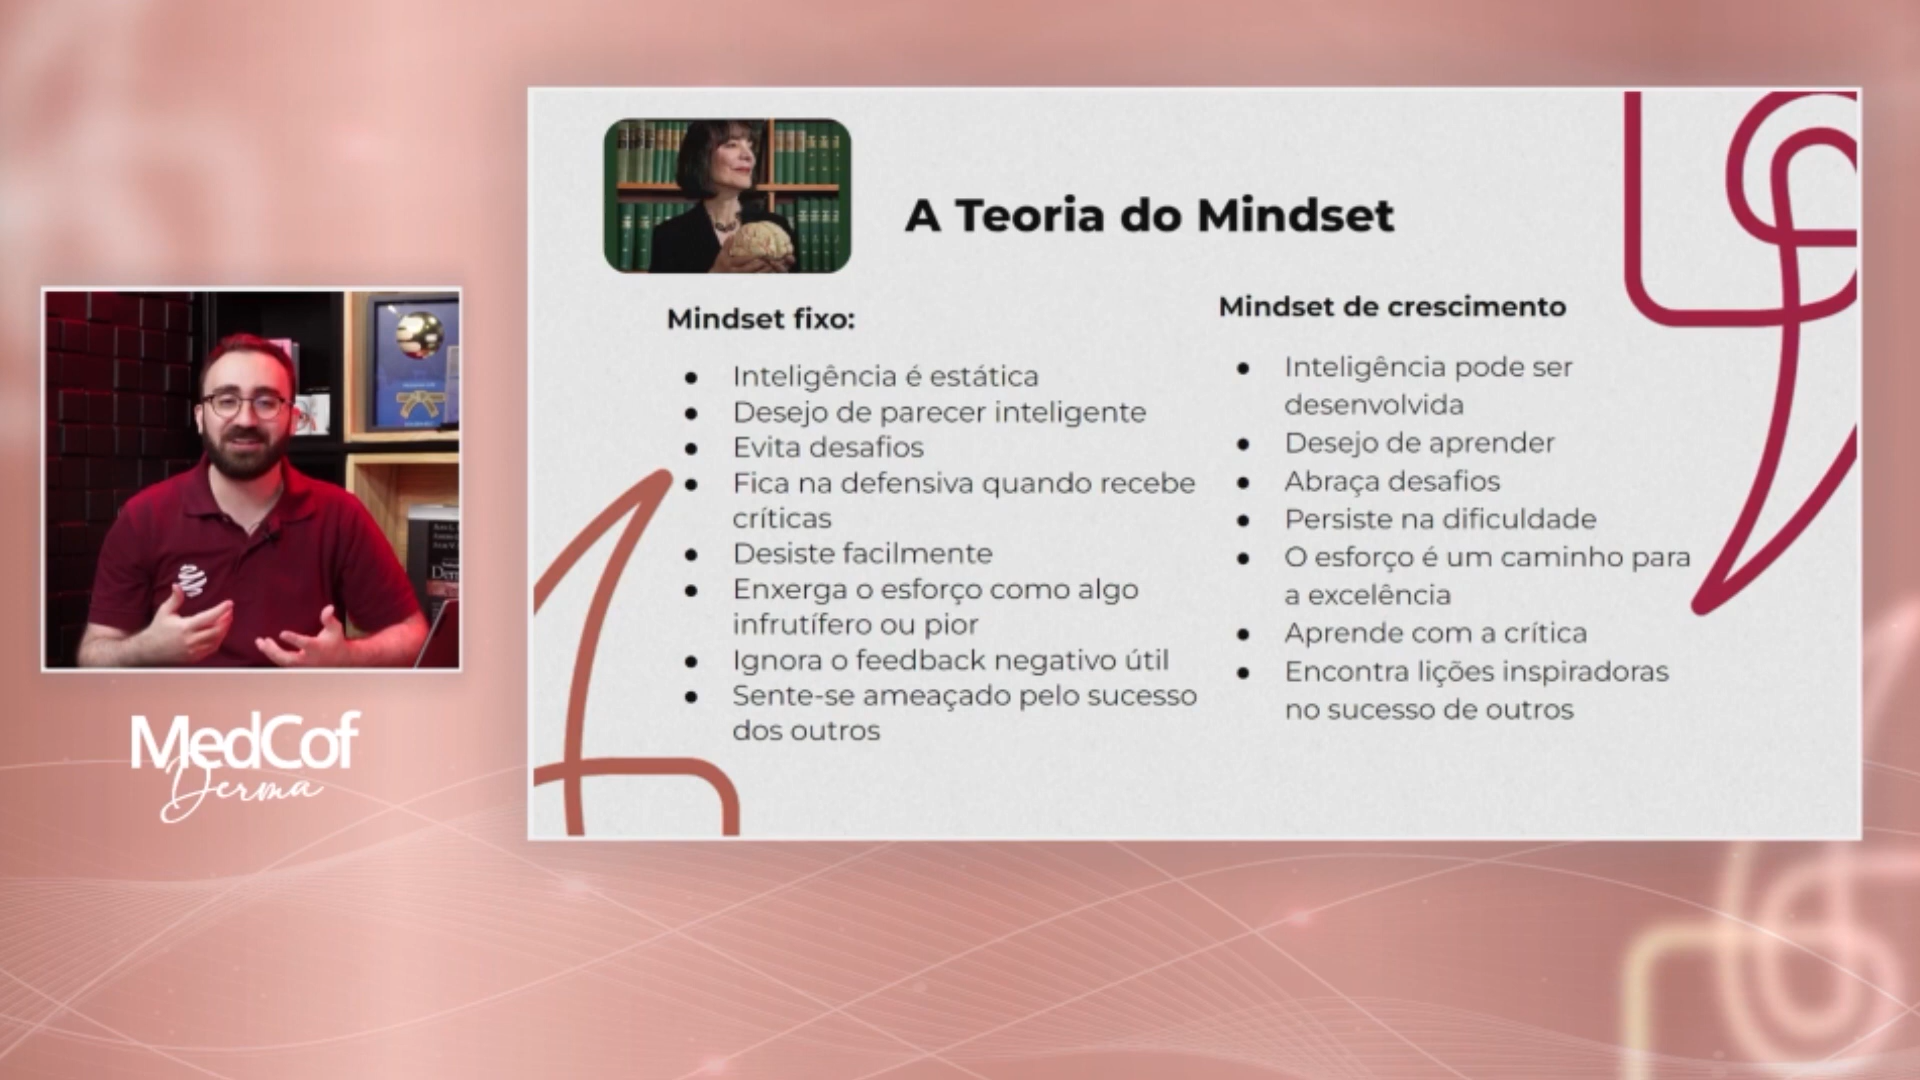 A Teoria do Mindset
Mindset fixo:
● Inteligência é estática
● Desejo de parecer inteligente
● Evita desafios
● Fica na defensiva quando recebe
críticas
● Desiste facilmente
● Enxerga o esforço como algo
infrutífero ou pior
● Ignora o feedback negativo útil
● Sente-se ameaçado pelo sucesso
dos outros
Mindset de crescimento
● Inteligência pode ser
desenvolvida
● Desejo de aprender
● Abraça desafios
● Persiste na dificuldade
● O esforço é um caminho para
a excelência
● Aprende com a crítica
● Encontra lições inspiradoras
no sucesso de outros
MedCof
Derma